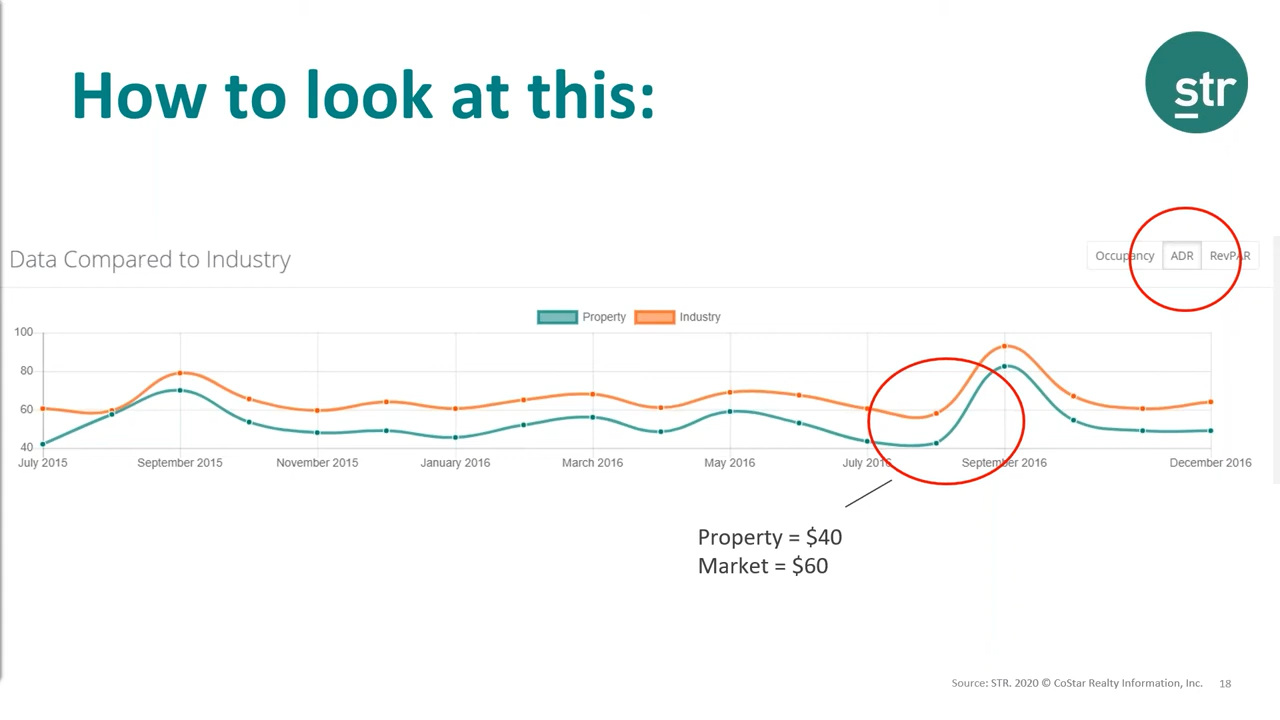 How to look at this:
str
Data Compared to Industry
Occupancy ADR RevPAR
Property Industry
100
80
60
40
July 2015 September 2015 November 2015 January 2016 March 2016 May 2016 July 2016 September 2016 December 2016
Property = $40
Market = $60
Source: STR. 2020 © CoStar Realty Information, Inc. 18